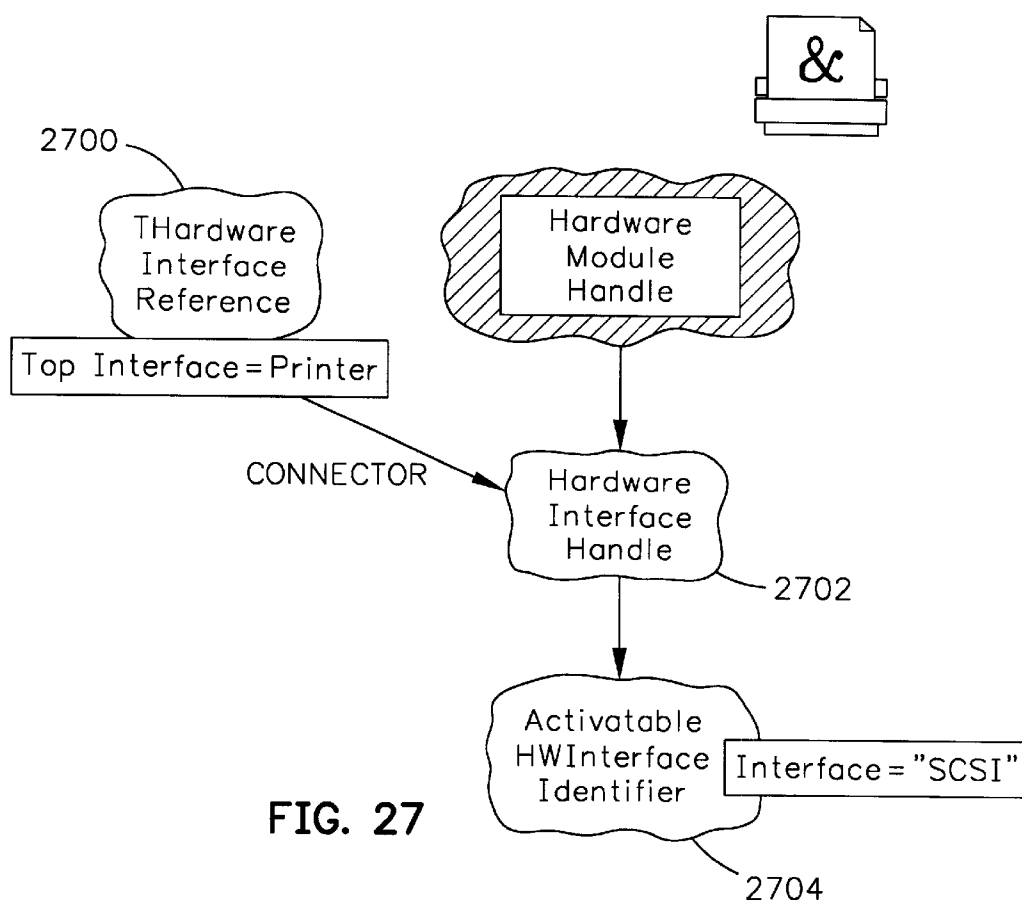 &
2700
THardware
Interface
Reference
Top Interface=Printer
Hardware
Module
Handle
CONNECTOR
Hardware
Interface
Handle
2702
Activatable
HWInterface
Identifier
Interface="SCSI"
2704
FIG. 27